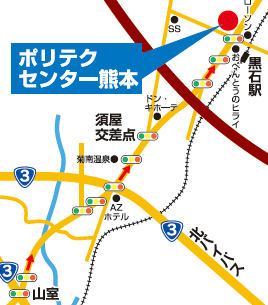 ローソン
SS
ポリテク
センター熊本
おべんとうのヒライ
黒石駅
ドン・
キホーテ
須屋
交差点
菊南温泉
3
AZ
ホテル
3
北バイパス
3
山室